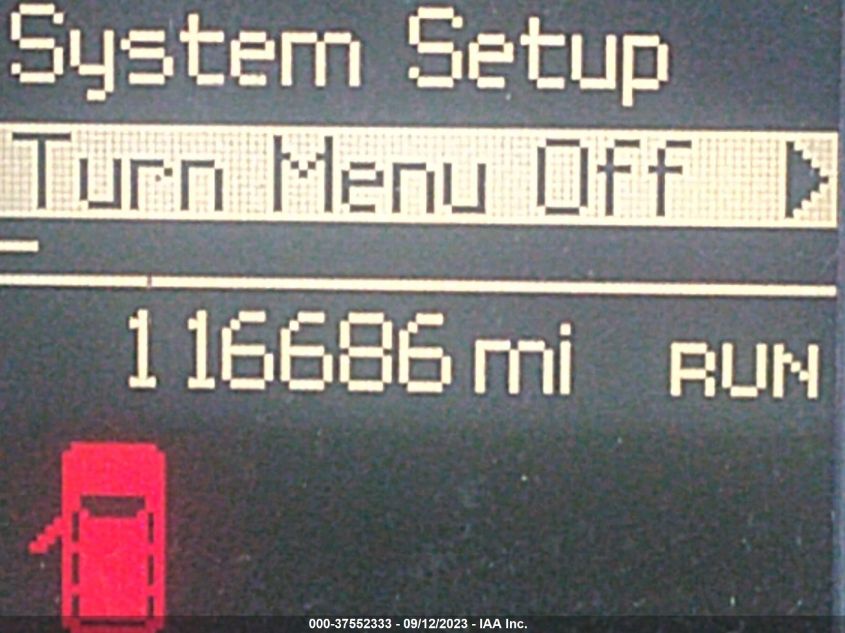 System Setup
Turn Menu Off
116686 mi RUN
000-37552333 - 09/12/2023 - IAA Inc.